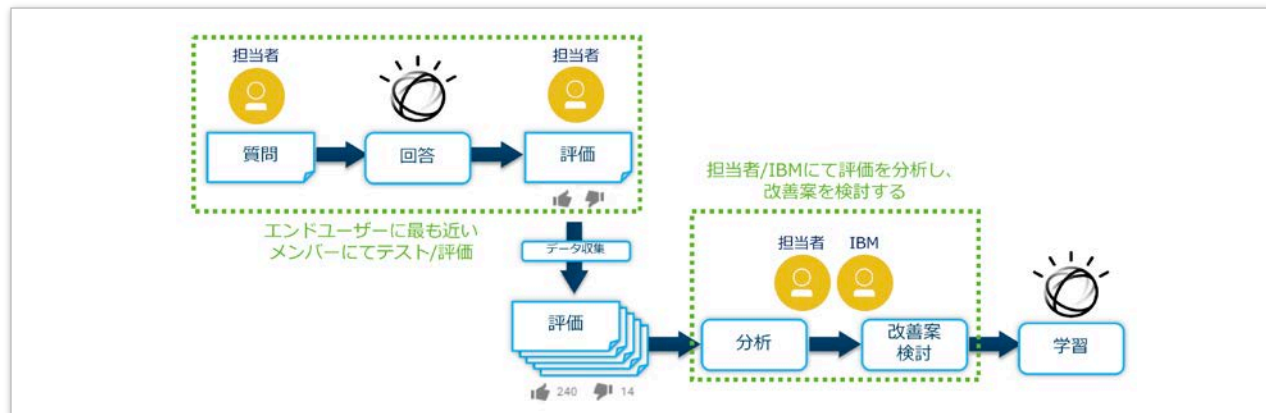 担当者
担当者
質問
回答
評価
エンドユーザーに最も近い
メンバーにてテスト/評価
データ収集
担当者/IBMにて評価を分析し、
改善案を検討する
担当者
IBM
評価
分析
改善案
検討
学習
240
14